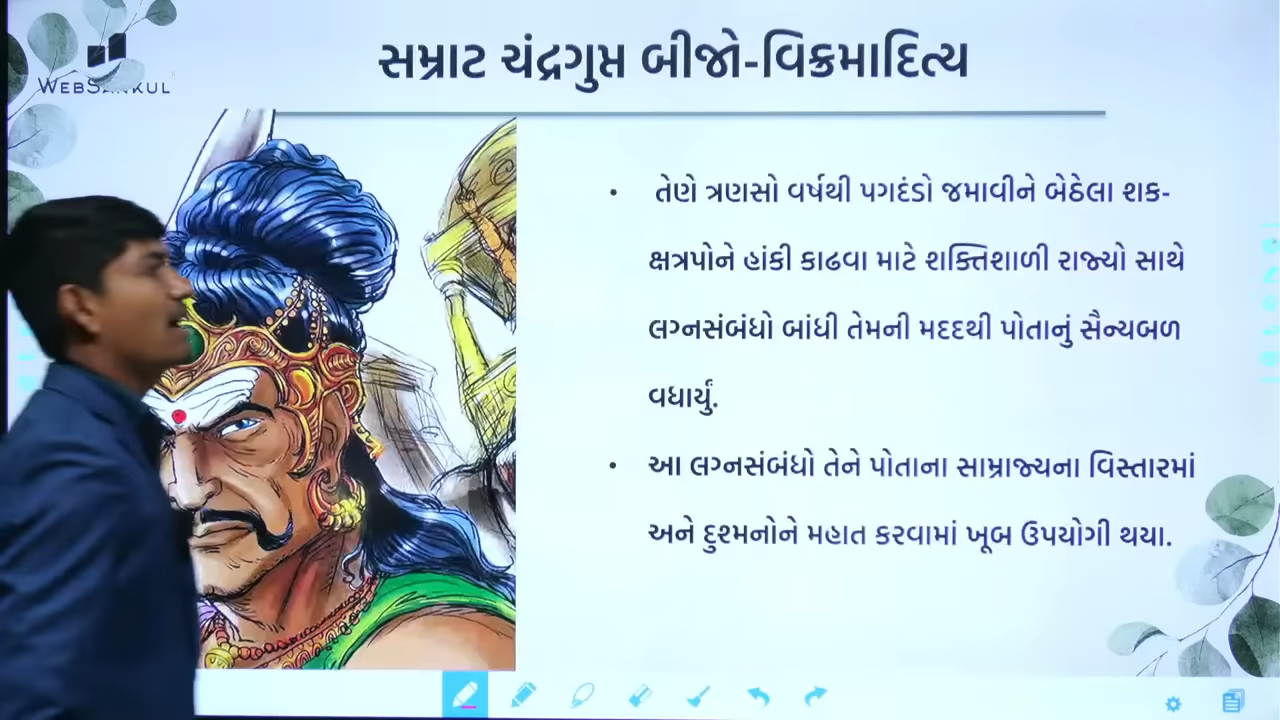 WEBSANKUL
સમ્રાટ ચંદ્રગુપ્ત બીજો-વિક્રમાદિત્ય
• તેણે ત્રણસો વર્ષથી પગદંડો જમાવીને બેઠેલા શક-
ક્ષત્રપોને હાંકી કાઢવા માટે શક્તિશાળી રાજ્યો સાથે
લગ્નસંબંધો બાંધી તેમની મદદથી પોતાનું સૈન્યબળ
વધાર્યું.
• આ લગ્નસંબંધો તેને પોતાના સામ્રાજ્યના વિસ્તારમાં
અને દુશ્મનોને મહાત કરવામાં ખૂબ ઉપયોગી થયા.